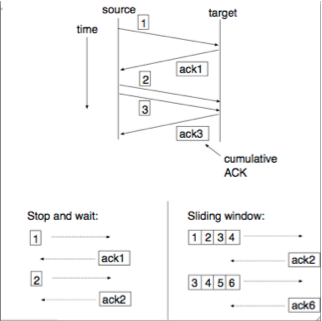 source
target
time
1
ack1
2
3
ack3
cumulative
ACK
Stop and wait:
1
ack1
2
ack2
Sliding window:
1 2 3 4
ack2
3 4 5 6
ack6